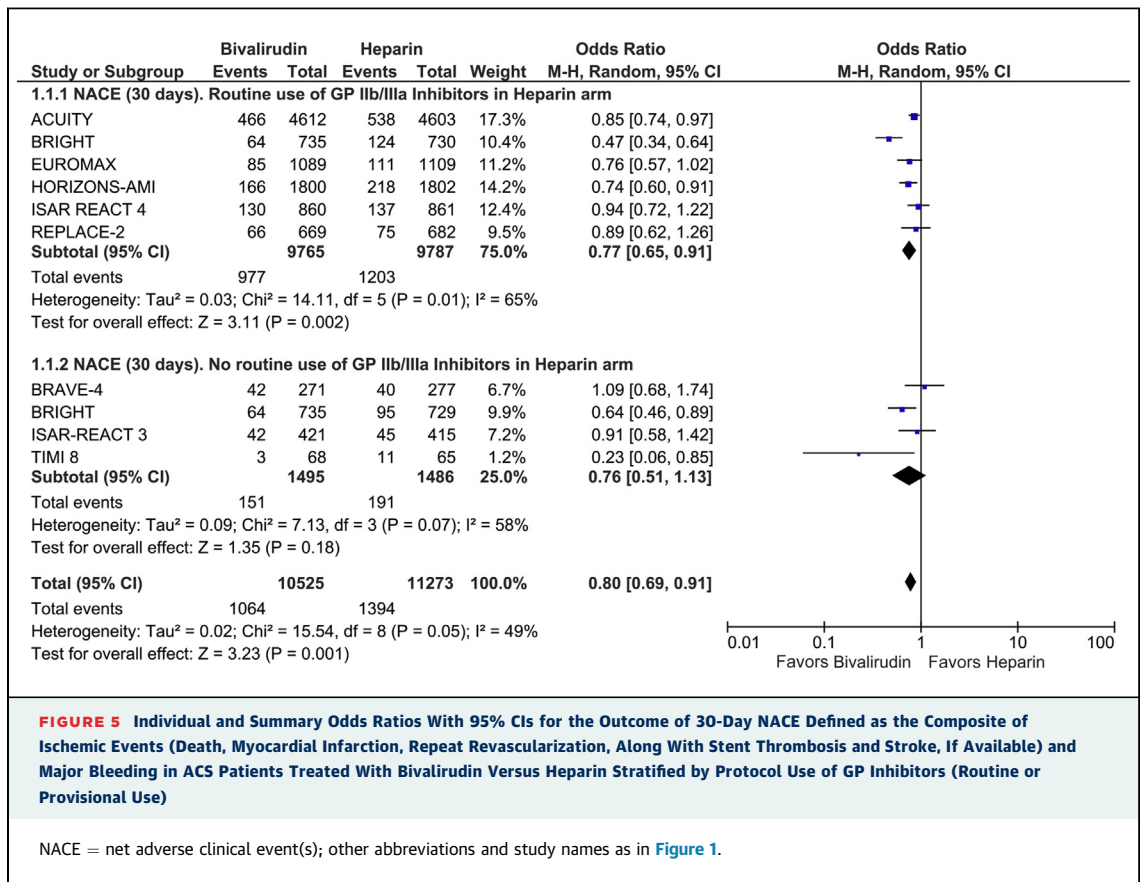 Bivalirudin Heparin Odds Ratio Odds Ratio
Study or Subgroup Events Total Events Total Weight M-H, Random, 95% CI M-H, Random, 95% CI
1.1.1 NACE (30 days). Routine use of GP IIb/IIIa Inhibitors in Heparin arm
ACUITY 466 4612 538 4603 17.3% 0.85 [0.74, 0.97]
BRIGHT 64 735 124 730 10.4% 0.47 [0.34, 0.64]
EUROMAX 85 1089 111 1109 11.2% 0.76 [0.57, 1.02]
HORIZONS-AMI 166 1800 218 1802 14.2% 0.74 [0.60, 0.91]
ISAR REACT 4 130 860 137 861 12.4% 0.94 [0.72, 1.22]
REPLACE-2 66 669 75 682 9.5% 0.89 [0.62, 1.26]
Subtotal (95% CI) 9765 9787 75.0% 0.77 [0.65, 0.91]
Total events 977 1203
Heterogeneity: Tau² = 0.03; Chi² = 14.11, df = 5 (P = 0.01); I² = 65%
Test for overall effect: Z = 3.11 (P = 0.002)
1.1.2 NACE (30 days). No routine use of GP IIb/IIIa Inhibitors in Heparin arm
BRAVE-4 42 271 40 277 6.7% 1.09 [0.68, 1.74]
BRIGHT 64 735 95 729 9.9% 0.64 [0.46, 0.89]
ISAR-REACT 3 42 421 45 415 7.2% 0.91 [0.58, 1.42]
TIMI 8 3 68 11 65 1.2% 0.23 [0.06, 0.85]
Subtotal (95% CI) 1495 1486 25.0% 0.76 [0.51, 1.13]
Total events 151 191
Heterogeneity: Tau² = 0.09; Chi² = 7.13, df = 3 (P = 0.07); I² = 58%
Test for overall effect: Z = 1.35 (P = 0.18)
Total (95% CI) 10525 11273 100.0% 0.80 [0.69, 0.91]
Total events 1064 1394
Heterogeneity: Tau² = 0.02; Chi² = 15.54, df = 8 (P = 0.05); I² = 49%
Test for overall effect: Z = 3.23 (P = 0.001)
0.01 0.1 1 10 100
Favors Bivalirudin Favors Heparin
FIGURE 5 Individual and Summary Odds Ratios With 95% CIs for the Outcome of 30-Day NACE Defined as the Composite of
Ischemic Events (Death, Myocardial Infarction, Repeat Revascularization, Along With Stent Thrombosis and Stroke, If Available) and
Major Bleeding in ACS Patients Treated With Bivalirudin Versus Heparin Stratified by Protocol Use of GP Inhibitors (Routine or
Provisional Use)
NACE = net adverse clinical event(s); other abbreviations and study names as in Figure 1.